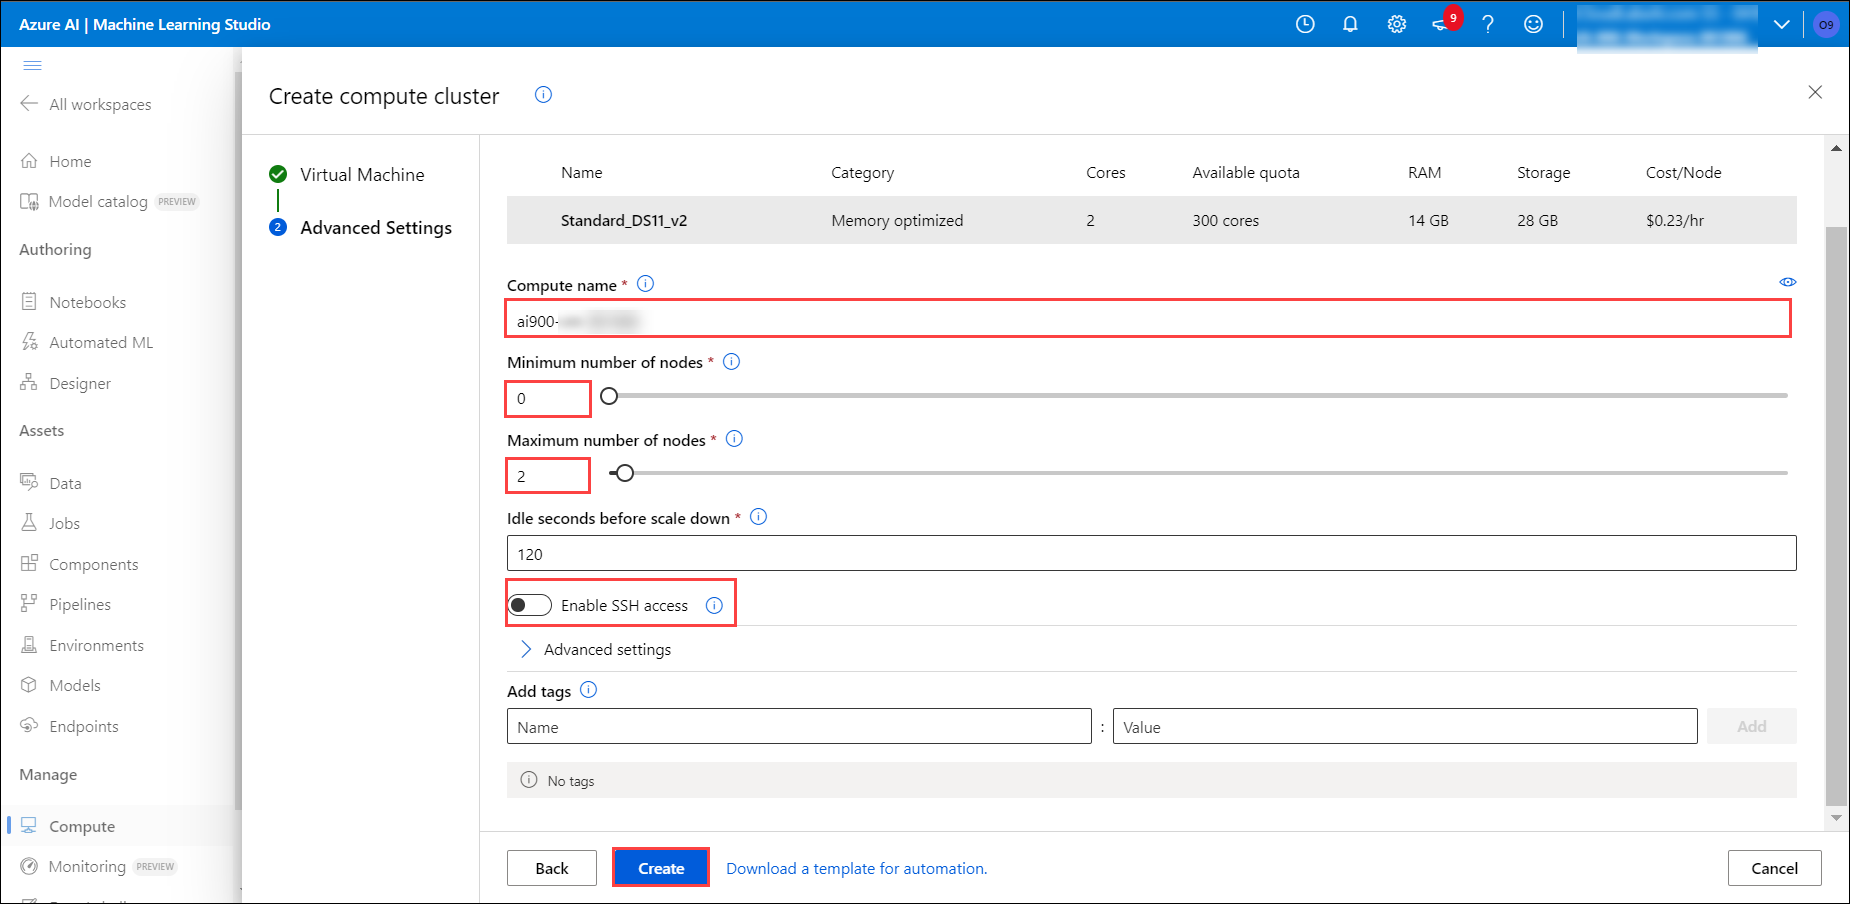 Azure AI | Machine Learning Studio
9
O9
All workspaces
Home
Model catalog PREVIEW
Authoring
Notebooks
Automated ML
Designer
Assets
Data
Jobs
Components
Pipelines
Environments
Models
Endpoints
Manage
Compute
Monitoring PREVIEW
Create compute cluster
Virtual Machine
2 Advanced Settings
Name Category Cores Available quota RAM Storage Cost/Node
Standard_DS11_v2 Memory optimized 2 300 cores 14 GB 28 GB $0.23/hr
Compute name *
ai900-
Minimum number of nodes *
0
Maximum number of nodes *
2
Idle seconds before scale down *
120
Enable SSH access
Advanced settings
Add tags
Name : Value Add
No tags
Back Create Download a template for automation. Cancel